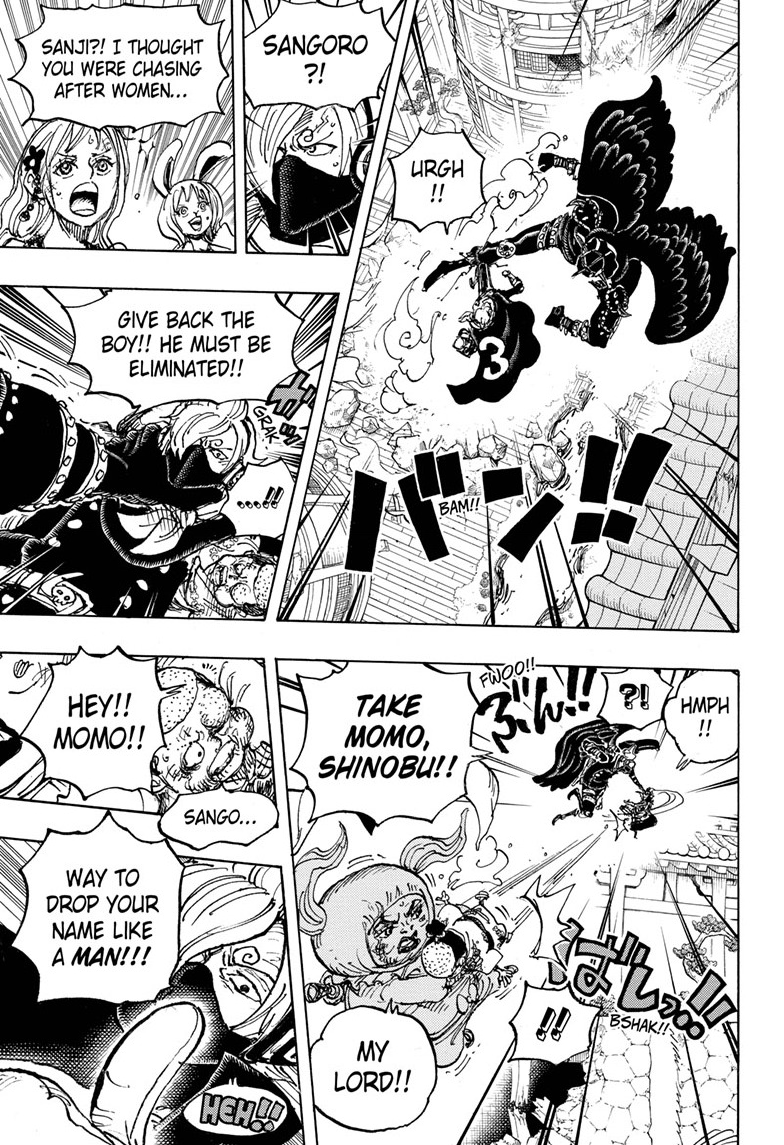 URGH
!!
3
バン!!
BAM!!
SANGORO
?!
SANJI?! I THOUGHT
YOU WERE CHASING
AFTER WOMEN...
GIVE BACK THE
BOY!! HE MUST BE
ELIMINATED!!
GRIK
....!!
HMPH
!!
?!
ぶん!!
FWOO!!
TAKE
MOMO,
SHINOBU!!
ばしっ...
BSHAK!!
!!
MY
LORD!!
HEY!!
MOMO!!
SANGO...
WAY TO
DROP YOUR
NAME LIKE
A MAN!!!
HEH!!